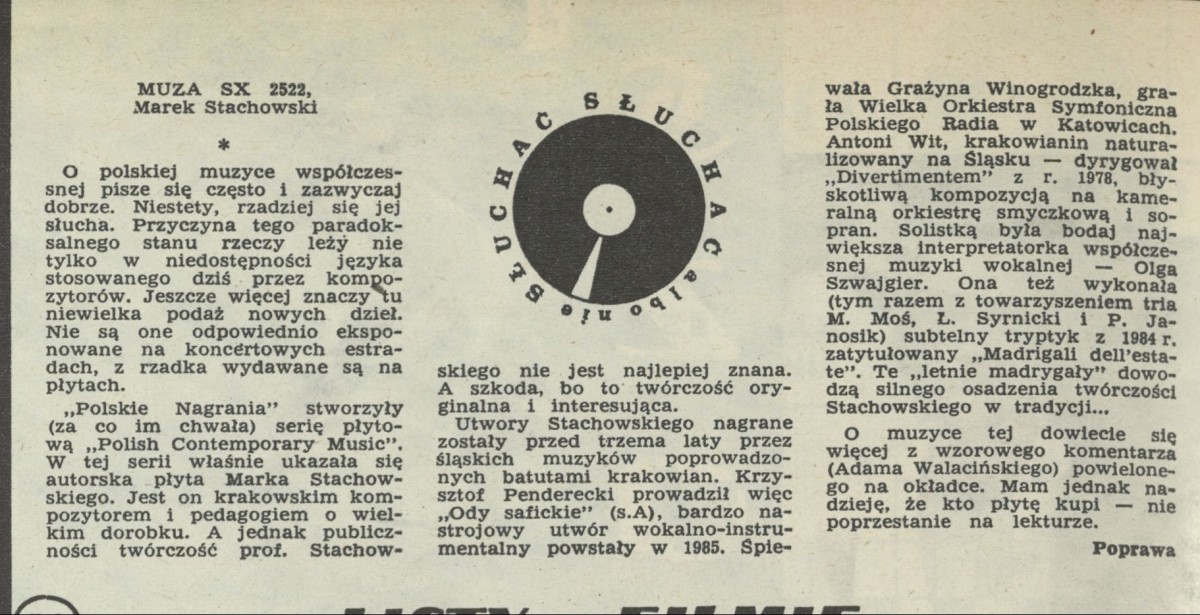 MUZA SX 2522,
Marek Stachowski
*
O polskiej muzyce współczes-
snej pisze się często i zazwyczaj
dobrze. Niestety, rzadziej się jej
słucha. Przyczyna tego paradok-
salnego stanu rzeczy leży nie
tylko w niedostępności języka
stosowanego dziś przez kompo-
zytorów. Jeszcze więcej znaczy tu
niewielka podaż nowych dzieł.
Nie są one odpowiednio ekspo-
nowane na koncertowych estra-
dach, z rzadka wydawane są na
płytach.
„Polskie Nagrania” stworzyły
(za co im chwała) serię płyto-
wą „Polish Contemporary Music”.
W tej serii właśnie ukazała się
autorska płyta Marka Stachow-
skiego. Jest on krakowskim kom-
pozytorem i pedagogiem o wiel-
kim dorobku. A jednak publicz-
ności twórczość prof. Stachow-
SŁUCHAĆ SŁUCHAĆ albo nie
skiego nie jest najlepiej znana.
A szkoda, bo to twórczość ory-
ginalna i interesująca.
Utwory Stachowskiego nagrane
zostały przed trzema laty przez
śląskich muzyków poprowadzo-
nych batutami krakowian. Krzy-
sztof Penderecki prowadził więc
„Ody safickie” (s.A), bardzo na-
strojowy utwór wokalno-instru-
mentalny powstały w 1985. Śpie-
wała Grażyna Winogrodzka, gra-
ła Wielka Orkiestra Symfoniczna
Polskiego Radia w Katowicach.
Antoni Wit, krakowianin natura-
lizowany na Śląsku — dyrygował
„Divertimentem” z r. 1978, bły-
skotliwą kompozycją na kame-
ralną orkiestrę smyczkową i so-
pran. Solistką była bodaj naj-
większa interpretatorka współcze-
snej muzyki wokalnej — Olga
Szwajgier. Ona też wykonała
(tym razem z towarzyszeniem tria
M. Moś, Ł. Syrnicki i P. Ja-
nosik) subtelny tryptyk z 1984 r.
zatytułowany „Madrigali dell'esta-
te”. Te „letnie madrygały” dowo-
dzą silnego osadzenia twórczości
Stachowskiego w tradycji...
O muzyce tej dowiecie się
więcej z wzorowego komentarza
(Adama Walacińskiego) powielone-
go na okładce. Mam jednak na-
dzieję, że kto płytę kupi — nie
poprzestanie na lekturze.
Poprawa
LISTY FILMIE